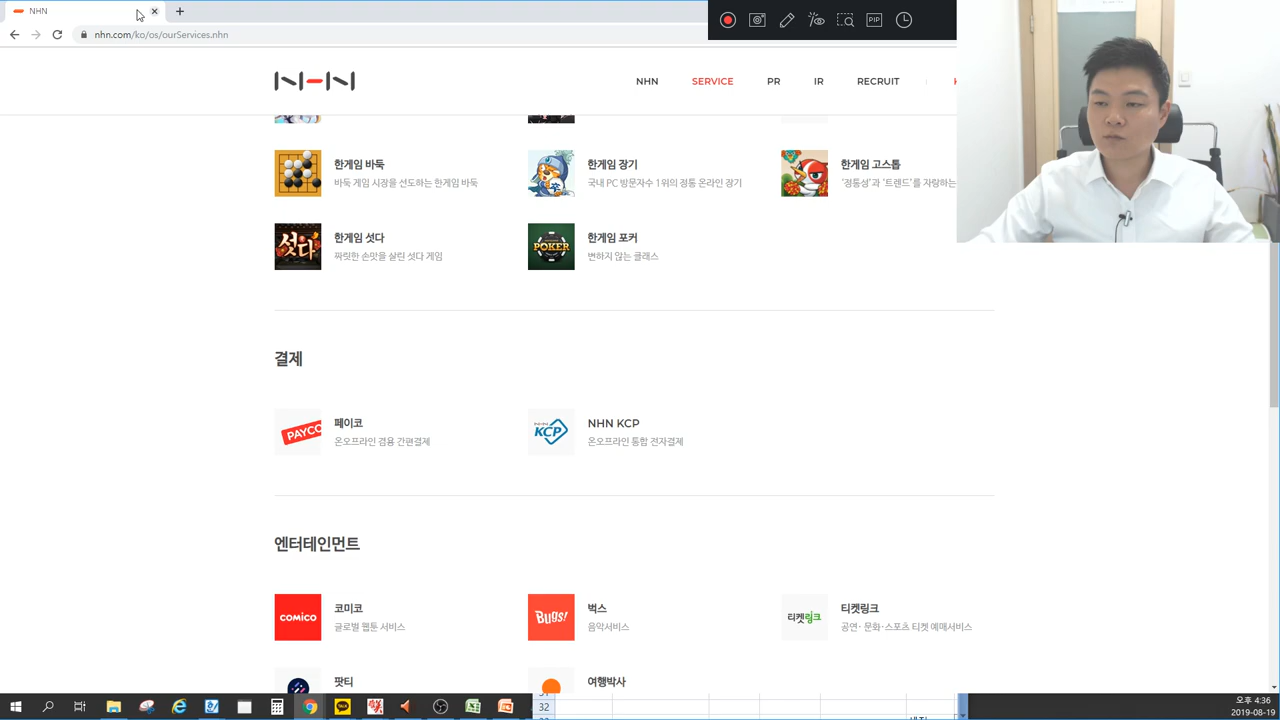 NHN
nhn.com/ko/os/ourServices.nhn
PIP
NHN
NHN SERVICE PR IR RECRUIT
한게임 바둑
바둑 게임 시장을 선도하는 한게임 바둑
한게임 장기
국내 PC 방문자수 1위의 정통 온라인 장기
한게임 고스톱
'정통성'과 '트렌드'를 자랑하는
섯다
한게임 섯다
짜릿한 손맛을 살린 섯다 게임
POKER
한게임 포커
변하지 않는 클래스
결제
PAYCO
페이코
온오프라인 겸용 간편결제
NHN KCP
NHN KCP
온오프라인 통합 전자결제
엔터테인먼트
comico
코미코
글로벌 웹툰 서비스
Bugs!
벅스
음악서비스
티켓링크
티켓링크
공연·문화·스포츠 티켓 예매서비스
팟티
여행박사
32
오후 4:36
2019-08-19